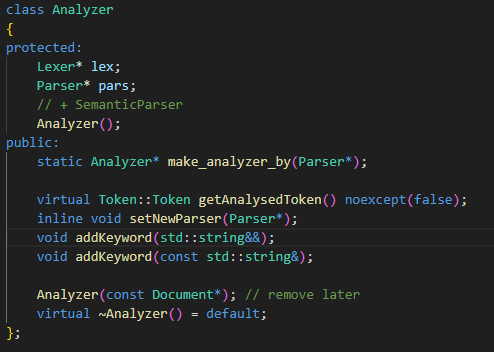 class Analyzer
{
protected:
    Lexer* lex;
    Parser* pars;
    // + SemanticParser
    Analyzer();
public:
    static Analyzer* make_analyzer_by(Parser*);

    virtual Token::Token getAnalysedToken() noexcept(false);
    inline void setNewParser(Parser*);
    void addKeyword(std::string&&);
    void addKeyword(const std::string&);

    Analyzer(const Document*); // remove later
    virtual ~Analyzer() = default;
};